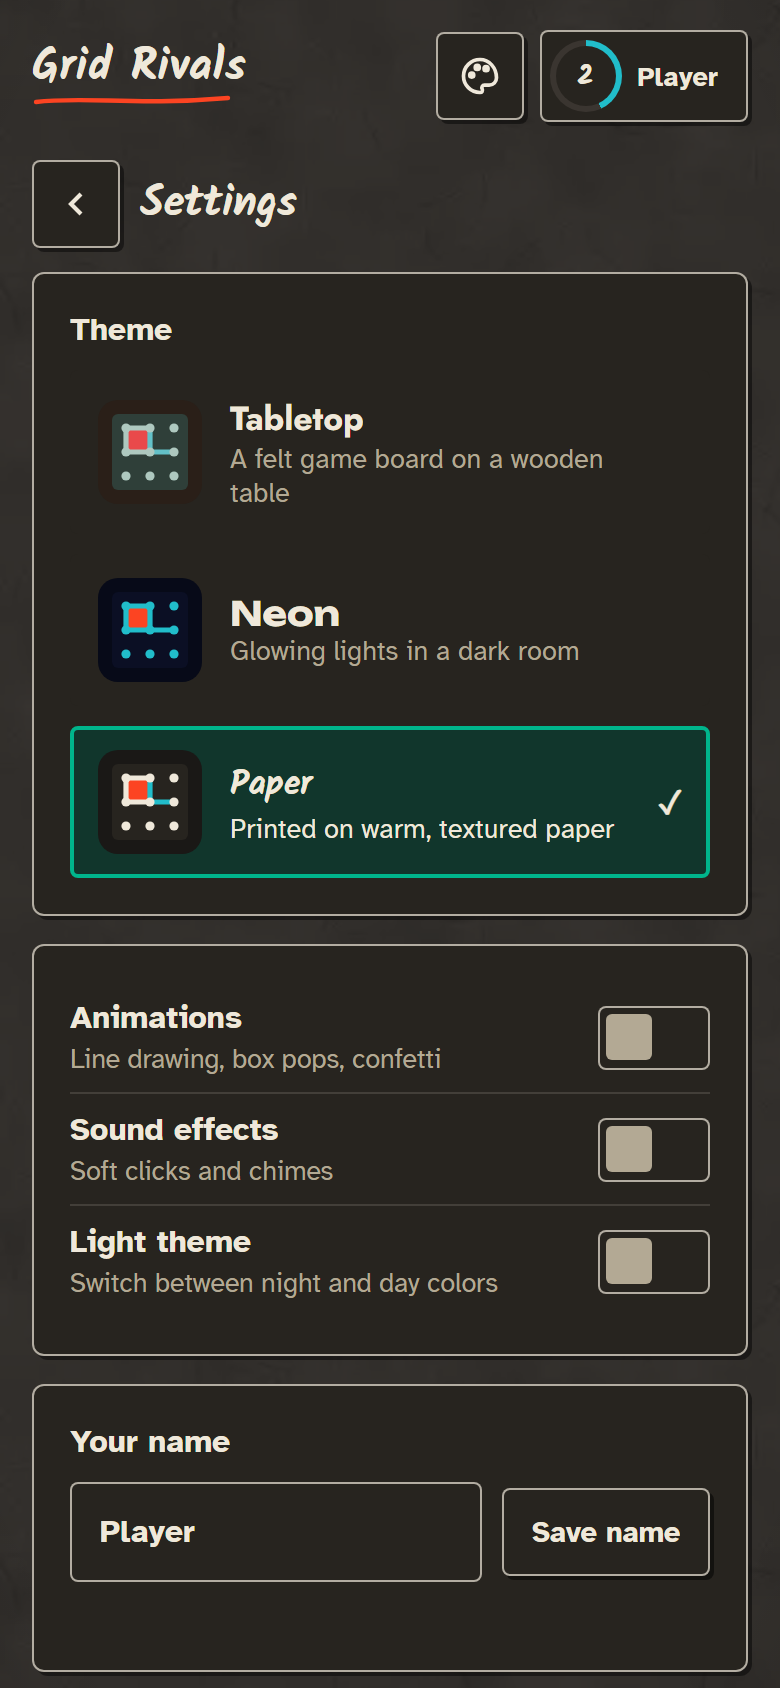 Grid Rivals
2
Player
Settings
Theme
Tabletop
A felt game board on a wooden
table
Neon
Glowing lights in a dark room
Paper
Printed on warm, textured paper
Animations
Line drawing, box pops, confetti
Sound effects
Soft clicks and chimes
Light theme
Switch between night and day colors
Your name
Player
Save name